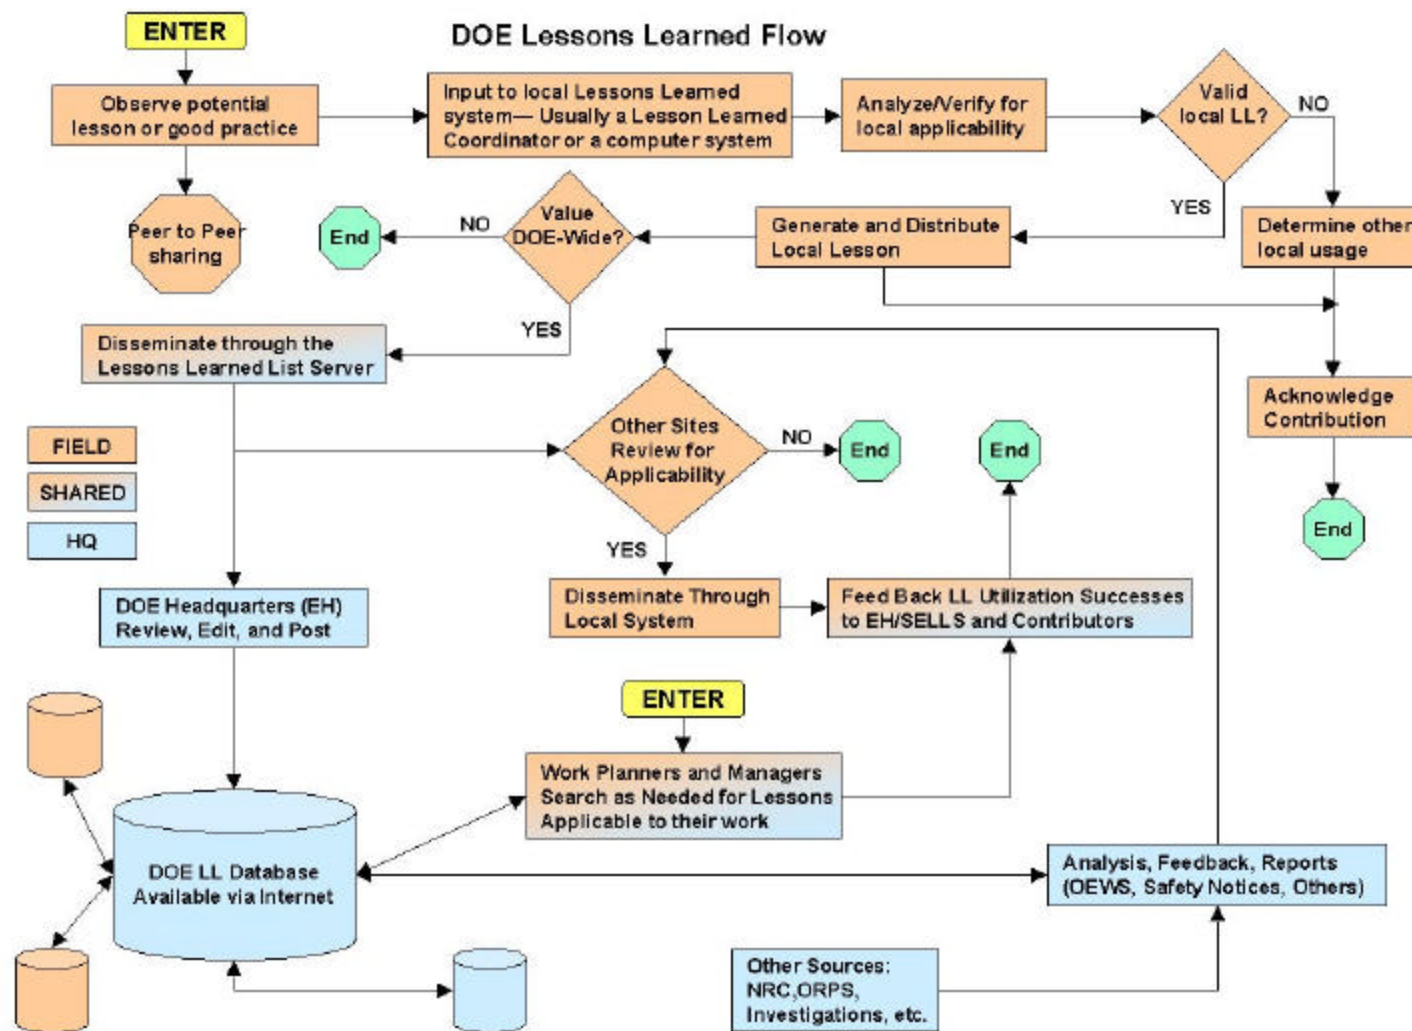 ENTER
DOE Lessons Learned Flow
Observe potential
lesson or good practice
Input to local Lessons Learned
system— Usually a Lesson Learned
Coordinator or a computer system
Analyze/Verify for
local applicability
Valid
local LL?
NO
YES
Peer to Peer
sharing
End
NO
Value
DOE-Wide?
Generate and Distribute
Local Lesson
Determine other
local usage
YES
Disseminate through the
Lessons Learned List Server
Acknowledge
Contribution
End
FIELD
SHARED
HQ
Other Sites
Review for
Applicability
NO
End
End
YES
Disseminate Through
Local System
Feed Back LL Utilization Successes
to EH/SELLS and Contributors
DOE Headquarters (EH)
Review, Edit, and Post
ENTER
Work Planners and Managers
Search as Needed for Lessons
Applicable to their work
DOE LL Database
Available via Internet
Analysis, Feedback, Reports
(OEWS, Safety Notices, Others)
Other Sources:
NRC,ORPS,
Investigations, etc.